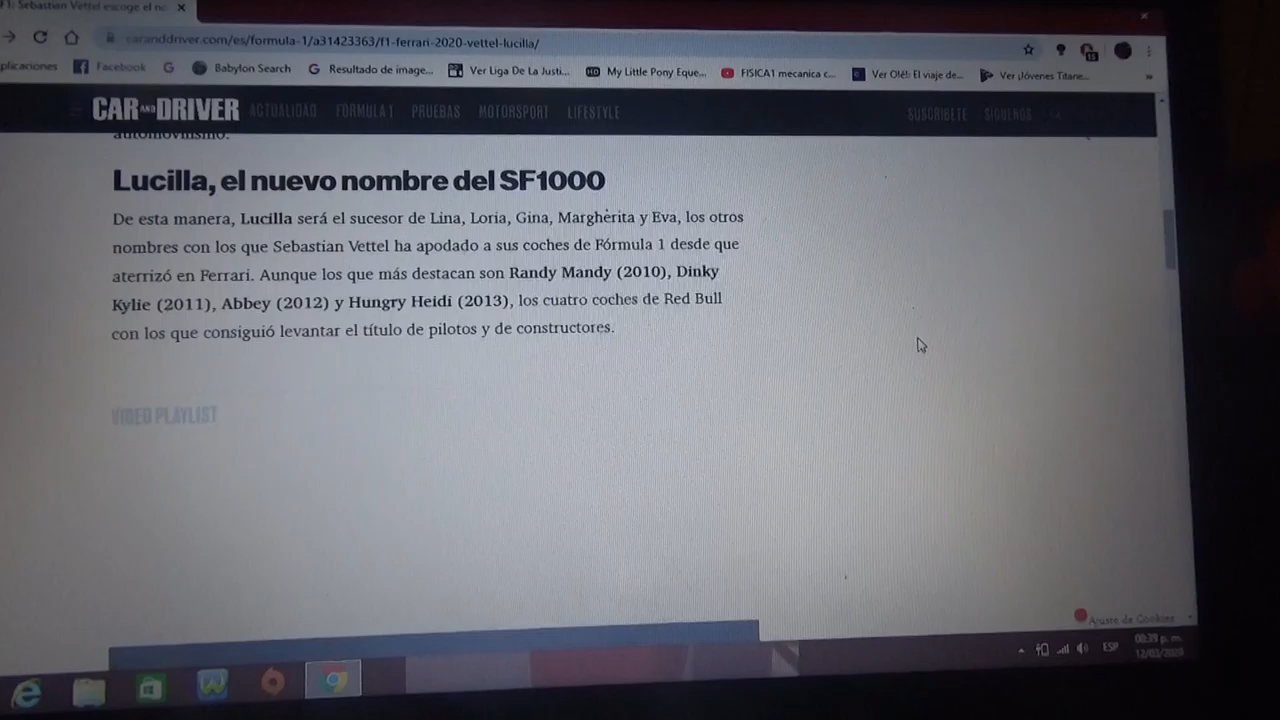 F1: Sebastian Vettel escoge el no
caranddriver.com/es/formula-1/a31423363/f1-ferrari-2020-vettel-lucilla/
plicaciones Facebook Babylon Search Resultado de image... Ver Liga De La Justi... My Little Pony Eque... FISICA1 mecanica c... Ver Olé!: El viaje de... Ver ¡Jóvenes Titane... »
CAR AND DRIVER ACTUALIDAD FÓRMULA 1 PRUEBAS MOTORSPORT LIFESTYLE SUSCRÍBETE SÍGUENOS
automovilismo.
Lucilla, el nuevo nombre del SF1000
De esta manera, Lucilla será el sucesor de Lina, Loria, Gina, Margherita y Eva, los otros
nombres con los que Sebastian Vettel ha apodado a sus coches de Fórmula 1 desde que
aterrizó en Ferrari. Aunque los que más destacan son Randy Mandy (2010), Dinky
Kylie (2011), Abbey (2012) y Hungry Heidi (2013), los cuatro coches de Red Bull
con los que consiguió levantar el título de pilotos y de constructores.
VIDEO PLAYLIST
Ajuste de Cookies
ESP
08:39 p. m.
12/03/2020